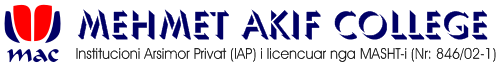 MEHMET AKIF COLLEGE
mac
Institucioni Arsimor Privat (IAP) i licencuar nga MASHT-i (Nr: 846/02-1)